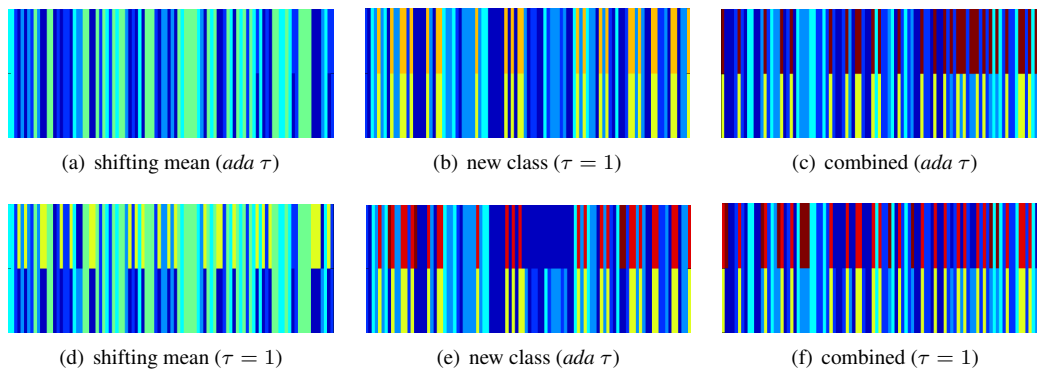 (a) shifting mean (ada τ)
(b) new class (τ = 1)
(c) combined (ada τ)
(d) shifting mean (τ = 1)
(e) new class (ada τ)
(f) combined (τ = 1)